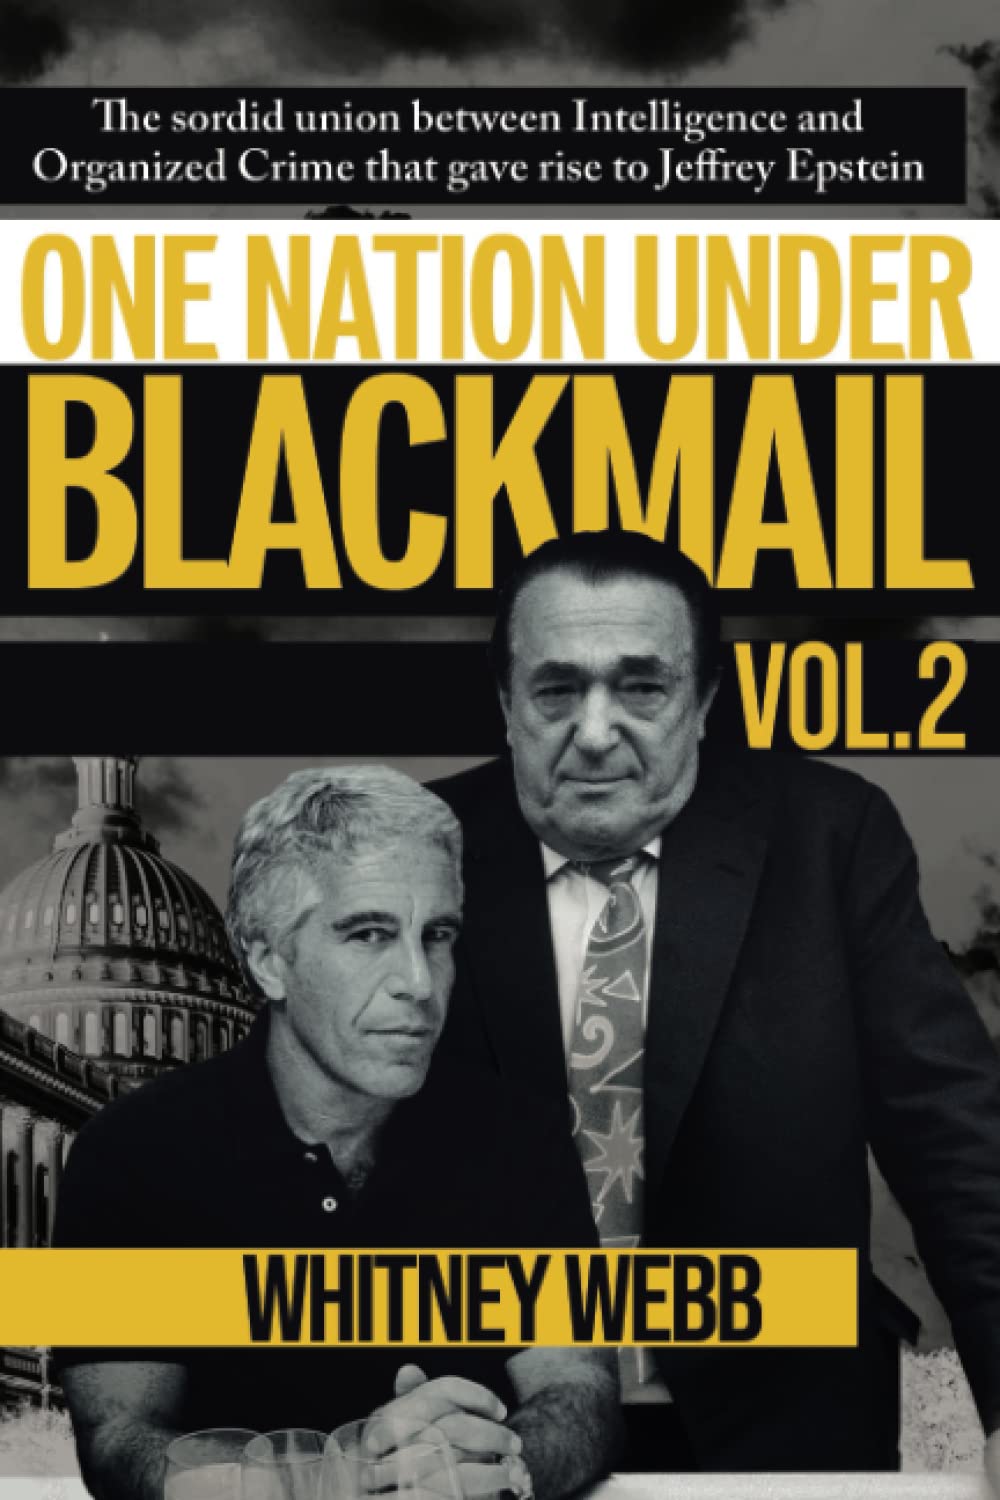 The sordid union between Intelligence and
Organized Crime that gave rise to Jeffrey Epstein
ONE NATION UNDER
BLACKMAIL
VOL.2
WHITNEY WEBB